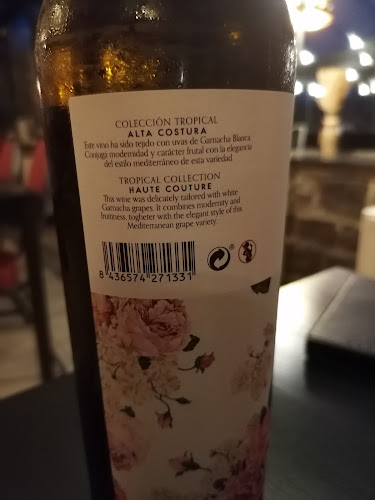 COLECCIÓN TROPICAL
ALTA COSTURA
Este vino ha sido tejido con uvas de Garnacha Blanca.
Conjuga modernidad y carácter frutal con la elegancia
del estilo mediterráneo de esta variedad.
TROPICAL COLLECTION
HAUTE COUTURE
This wine was delicately tailored with white
Garnacha grapes. It combines modernity and
fruitiness, togheter with the elegant style of this
Mediterranean grape variety.
8 436574 271331